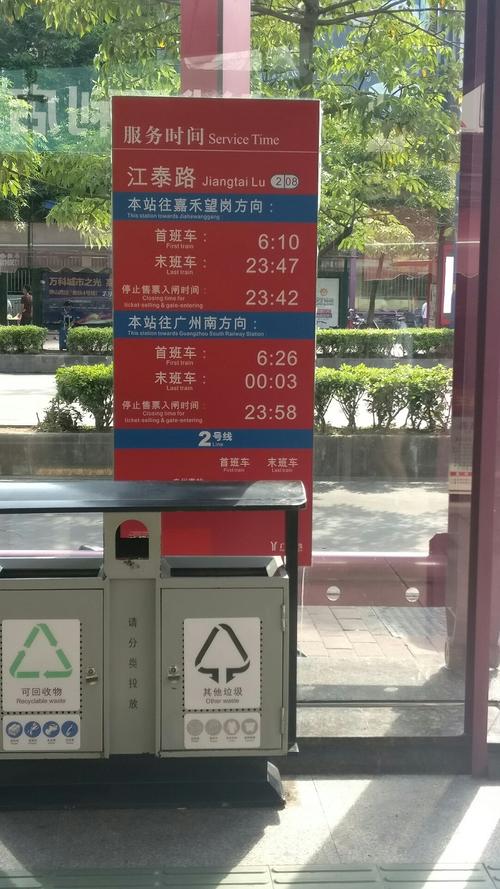 服务时间 Service Time
江泰路 Jiangtai Lu 2 08
本站往嘉禾望岗方向：
This station towards Jiahewanggang
首班车： 6:10
First train
末班车： 23:47
Last train
停止售票入闸时间： 23:42
Closing time for
ticket-selling & gate-entering
本站往广州南方向：
This station towards Guangzhou South Railway Station
首班车： 6:26
First train
末班车： 00:03
Last train
停止售票入闸时间 23:58
Closing time for
ticket-selling & gate-entering
2号线
Line
首班车 末班车
First train Last train
万科城市之光
请分类投放
可回收物
Recyclable waste
其他垃圾
Other waste